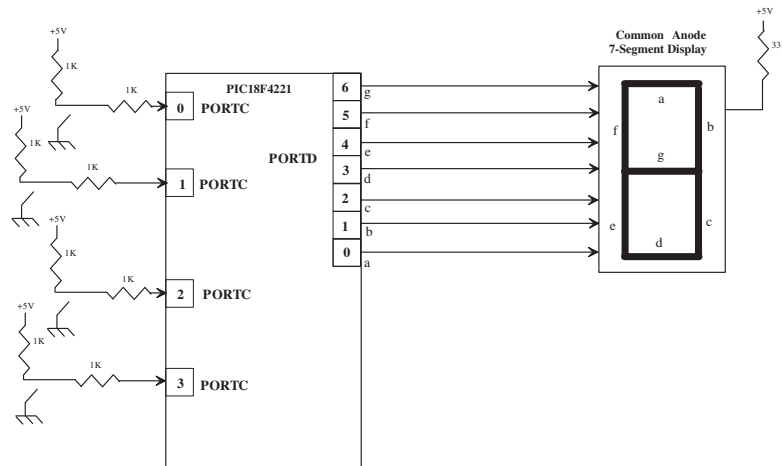 +5V
1K
1K
0 PORTC
+5V
1K
1K
1 PORTC
+5V
1K
1K
2 PORTC
+5V
1K
1K
3 PORTC
PIC18F4221
PORTD
6 g
5 f
4 e
3 d
2 c
1 b
0 a
Common Anode
7-Segment Display
a
f b
g
e c
d
+5V
33